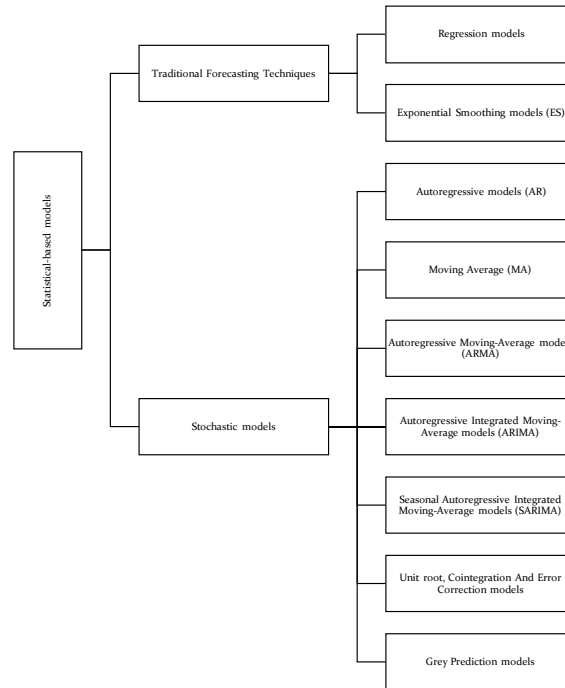 Statistical-based models
Traditional Forecasting Techniques
Regression models
Exponential Smoothing models (ES)
Stochastic models
Autoregressive models (AR)
Moving Average (MA)
Autoregressive Moving-Average mode
(ARMA)
Autoregressive Integrated Moving-
Average models (ARIMA)
Seasonal Autoregressive Integrated
Moving-Average models (SARIMA)
Unit root, Cointegration And Error
Correction models
Grey Prediction models